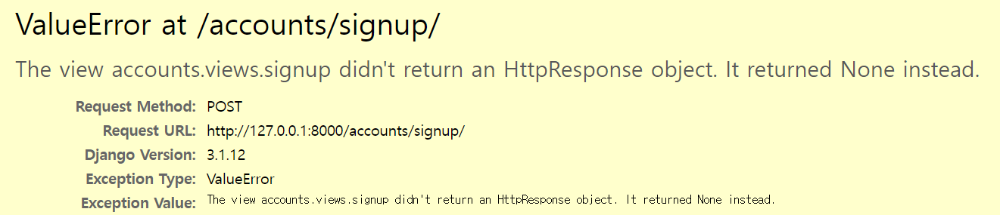 ValueError at /accounts/signup/
The view accounts.views.signup didn't return an HttpResponse object. It returned None instead.
Request Method: POST
Request URL: http://127.0.0.1:8000/accounts/signup/
Django Version: 3.1.12
Exception Type: ValueError
Exception Value: The view accounts.views.signup didn't return an HttpResponse object. It returned None instead.